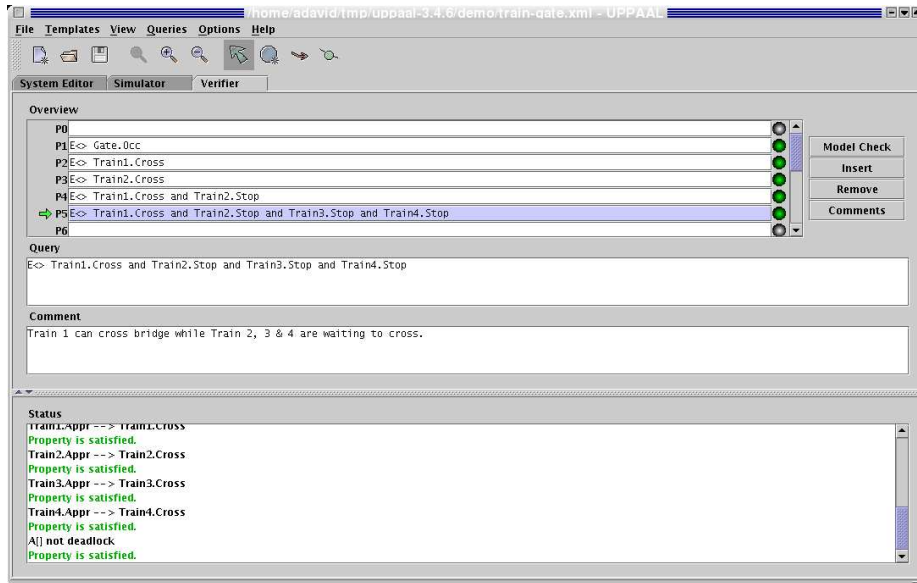 /home/adavid/tmp/uppaal-3.4.6/demo/train-gate.xml - UPPAAL
File Templates View Queries Options Help
System Editor Simulator Verifier
Overview
P0
P1 E<> Gate.Occ
P2 E<> Train1.Cross
P3 E<> Train2.Cross
P4 E<> Train1.Cross and Train2.Stop
P5 E<> Train1.Cross and Train2.Stop and Train3.Stop and Train4.Stop
P6
Model Check
Insert
Remove
Comments
Query
E<> Train1.Cross and Train2.Stop and Train3.Stop and Train4.Stop
Comment
Train 1 can cross bridge while Train 2, 3 & 4 are waiting to cross.
Status
Train1.Appr --> Train1.Cross
Property is satisfied.
Train2.Appr --> Train2.Cross
Property is satisfied.
Train3.Appr --> Train3.Cross
Property is satisfied.
Train4.Appr --> Train4.Cross
Property is satisfied.
A[] not deadlock
Property is satisfied.